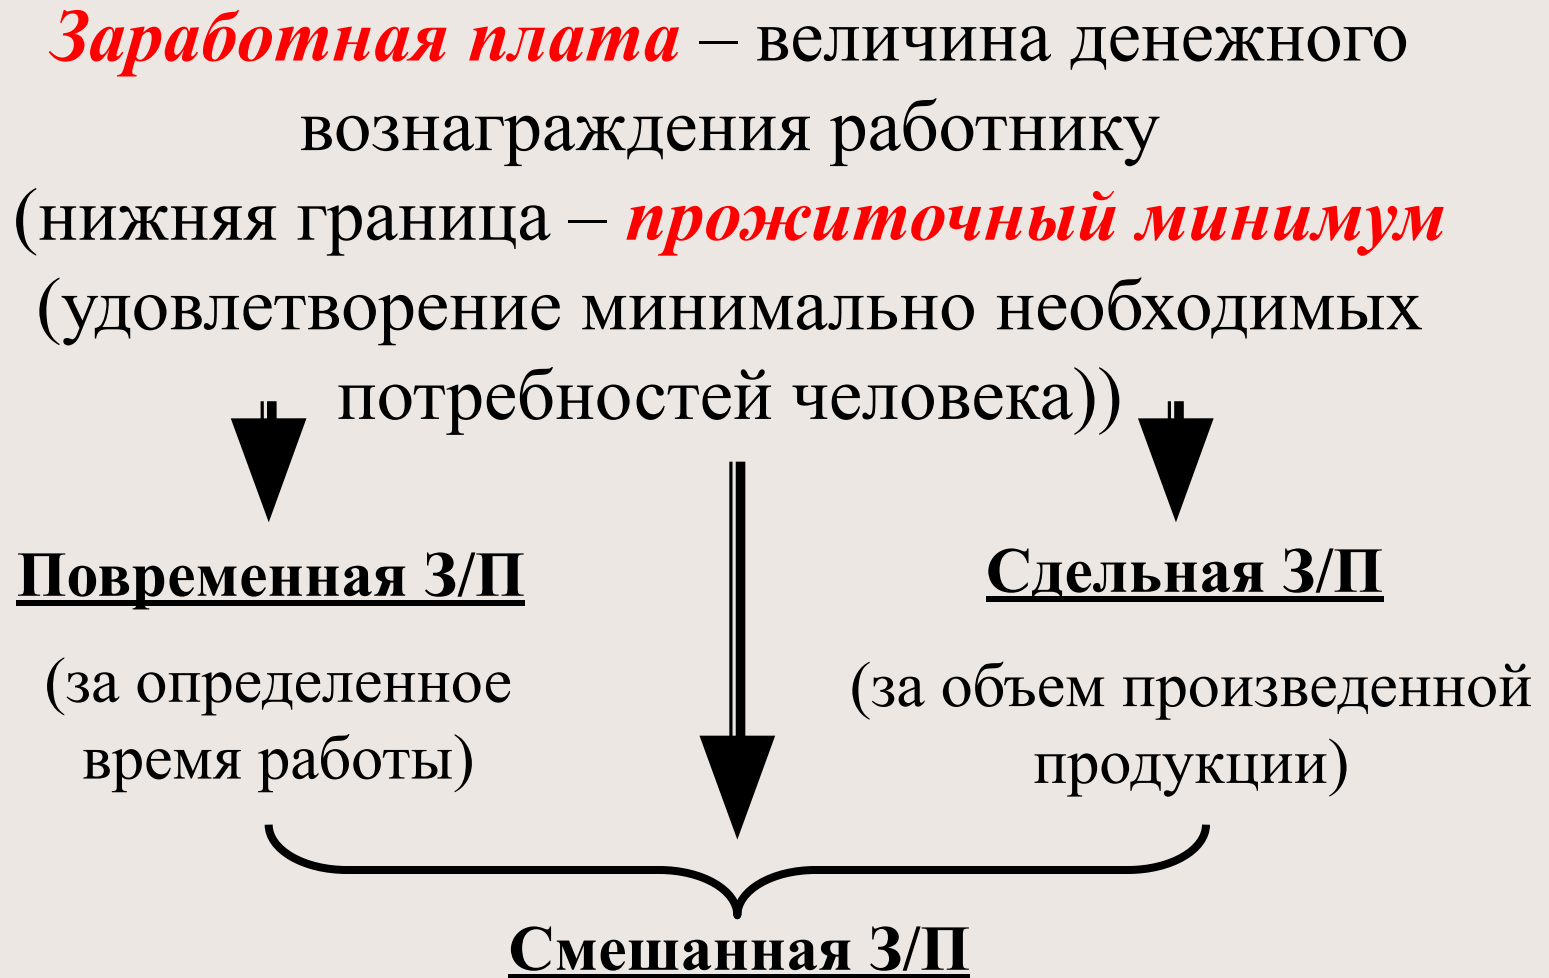 Заработная плата – величина денежного
вознаграждения работнику
(нижняя граница – прожиточный минимум
(удовлетворение минимально необходимых
потребностей человека))
Повременная З/П
(за определенное
время работы)
Сдельная З/П
(за объем произведенной
продукции)
Смешанная З/П